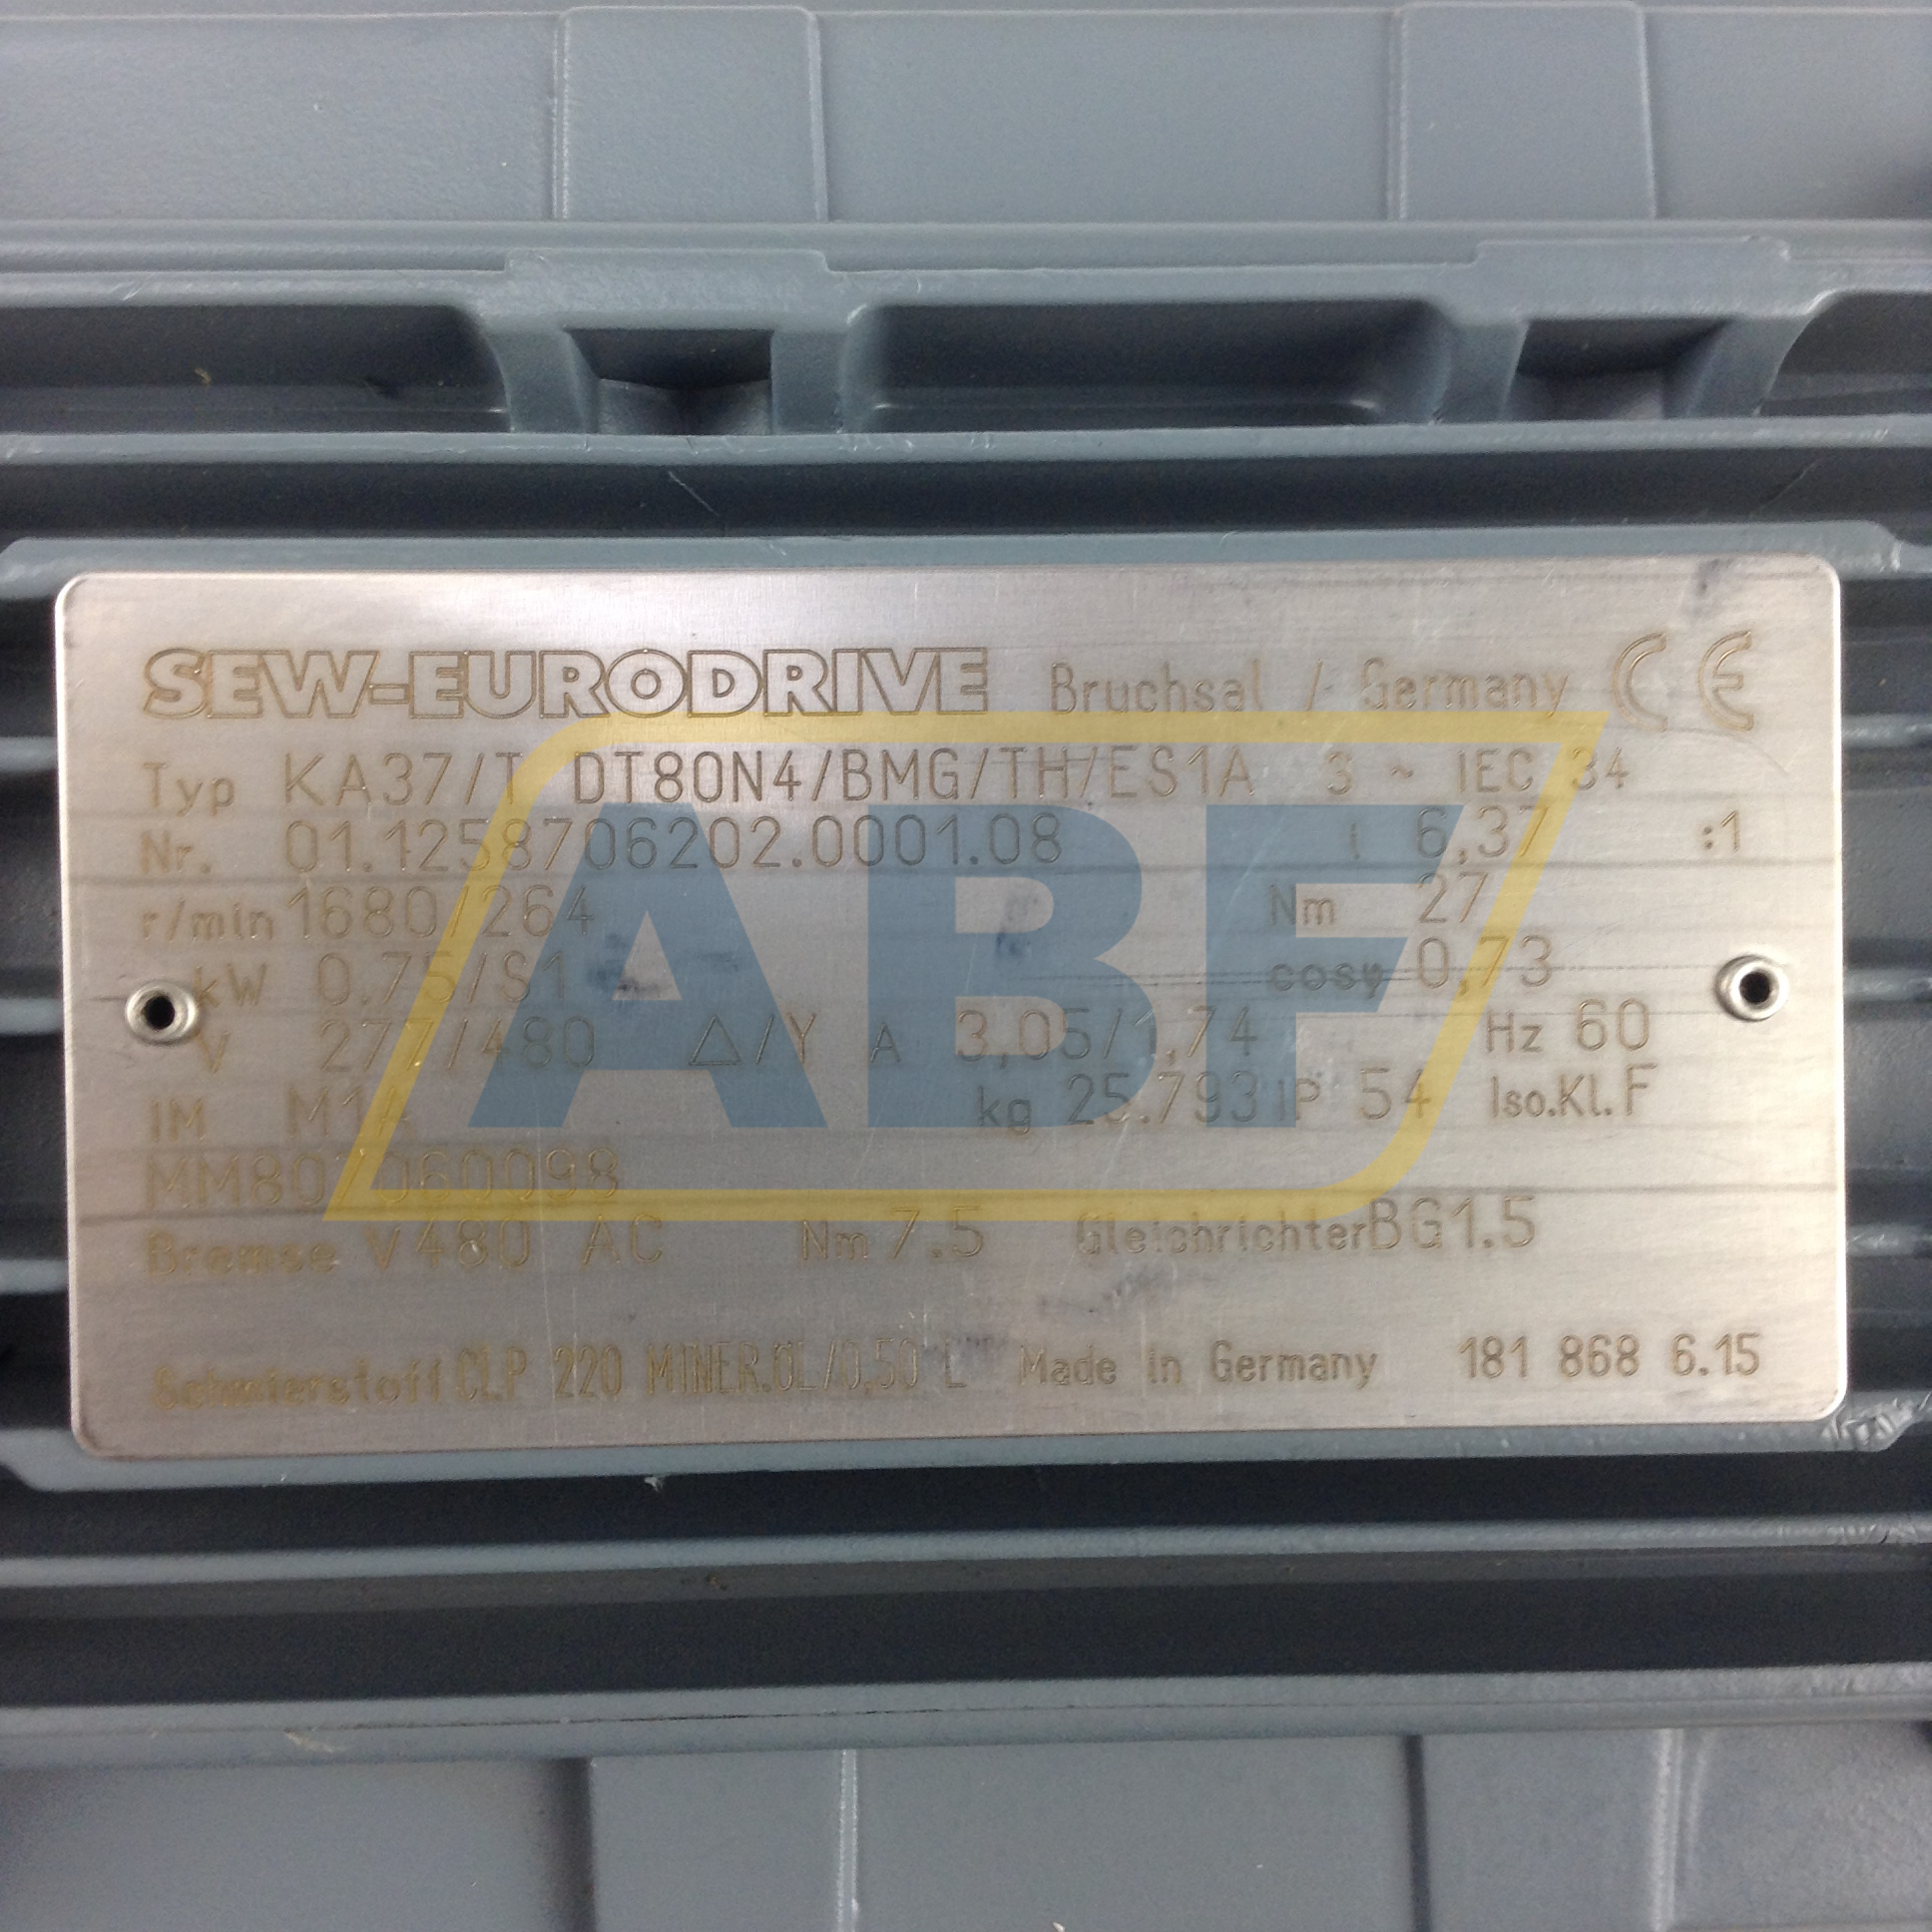 SEW-EURODRIVE Bruchsal / Germany CE
Typ KA37/T DT80N4/BMG/TH/ES1A 3 ~ IEC 34
Nr. 01.1258706202.0001.08 i 6,37 :1
r/min 1680/264 Nm 27
kW 0.75/S1 cosφ 0,73
V 277/480 △/Y A 3,05/1,74 Hz 60
IM M1A kg 25.793 IP 54 Iso.Kl.F
Bremse V480 AC Nm 7.5 Gleichrichter BG1.5
Schmierstoff CLP 220 MINER.ÖL/0,50 L Made in Germany 181 868 6.15
ABF